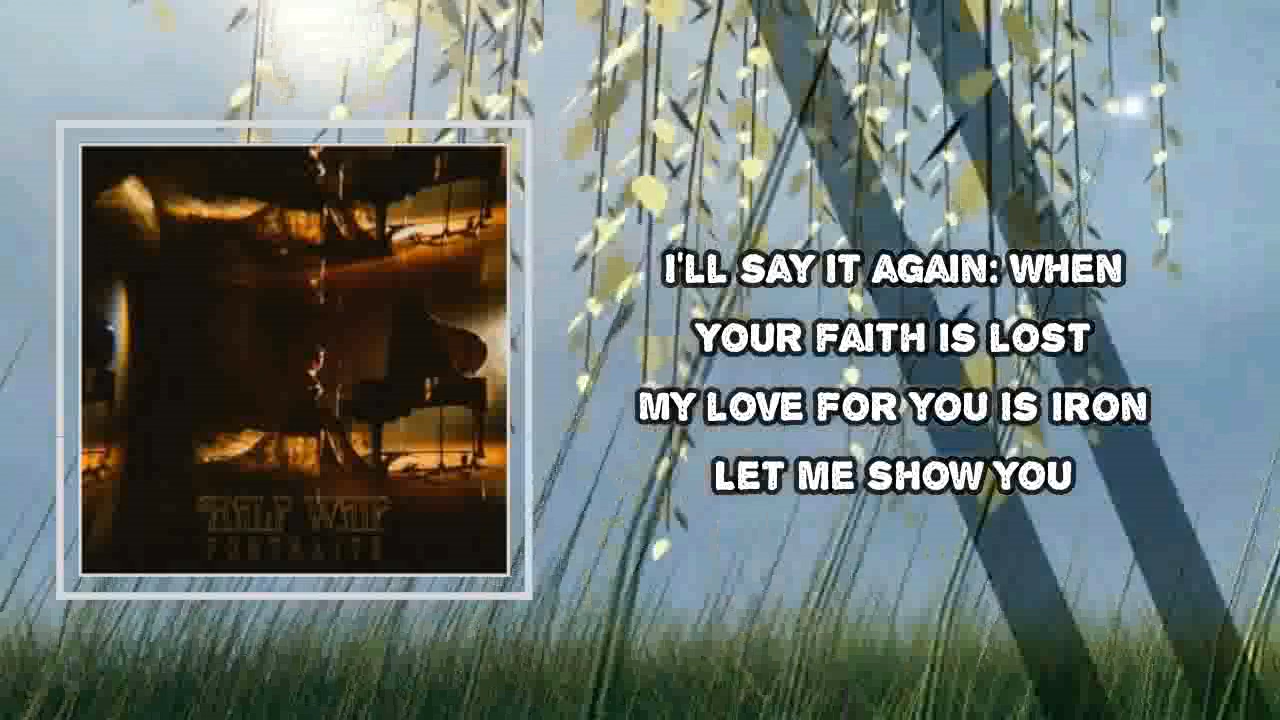 I'LL SAY IT AGAIN: WHEN
YOUR FAITH IS LOST
MY LOVE FOR YOU IS IRON
LET ME SHOW YOU